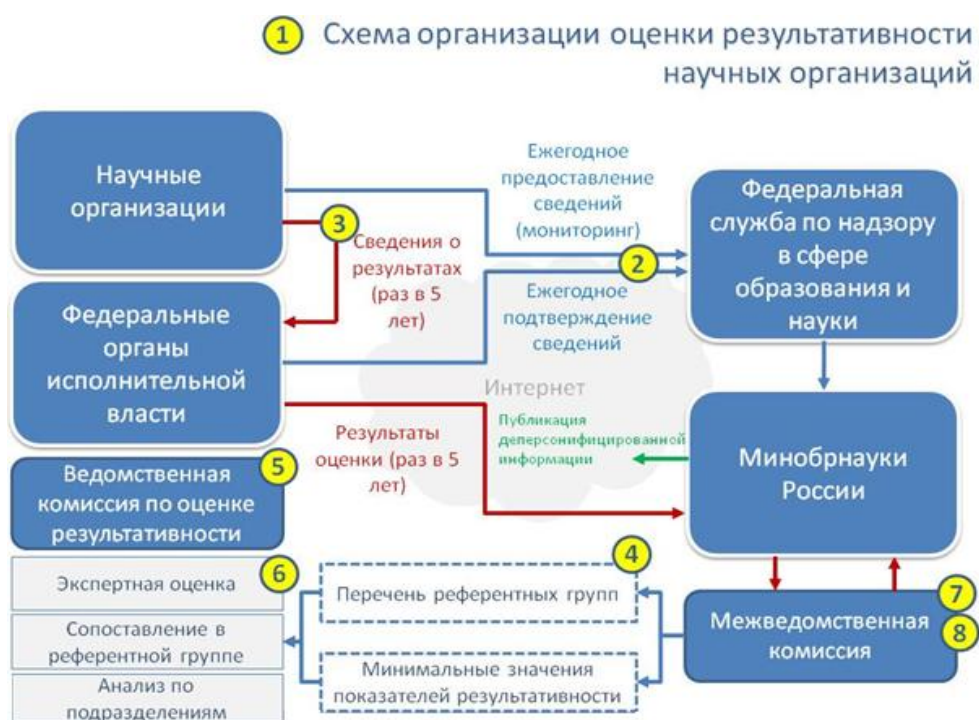 1 Схема организации оценки результативности
научных организаций
Научные
организации
3
Сведения о
результатах
(раз в 5
лет)
Ежегодное
предоставление
сведений
(мониторинг)
2
Ежегодное
подтверждение
сведений
Федеральная
служба по надзору
в сфере
образования и
науки
Федеральные
органы
исполнительной
власти
Интернет
Публикация
деперсонифицированной
информации
Результаты
оценки (раз в 5
лет)
Минобрнауки
России
5
Ведомственная
комиссия по оценке
результативности
6
Экспертная оценка
Сопоставление в
референтной группе
Анализ по
подразделениям
4
Перечень референтных групп
Минимальные значения
показателей результативности
7
8
Межведомственная
комиссия